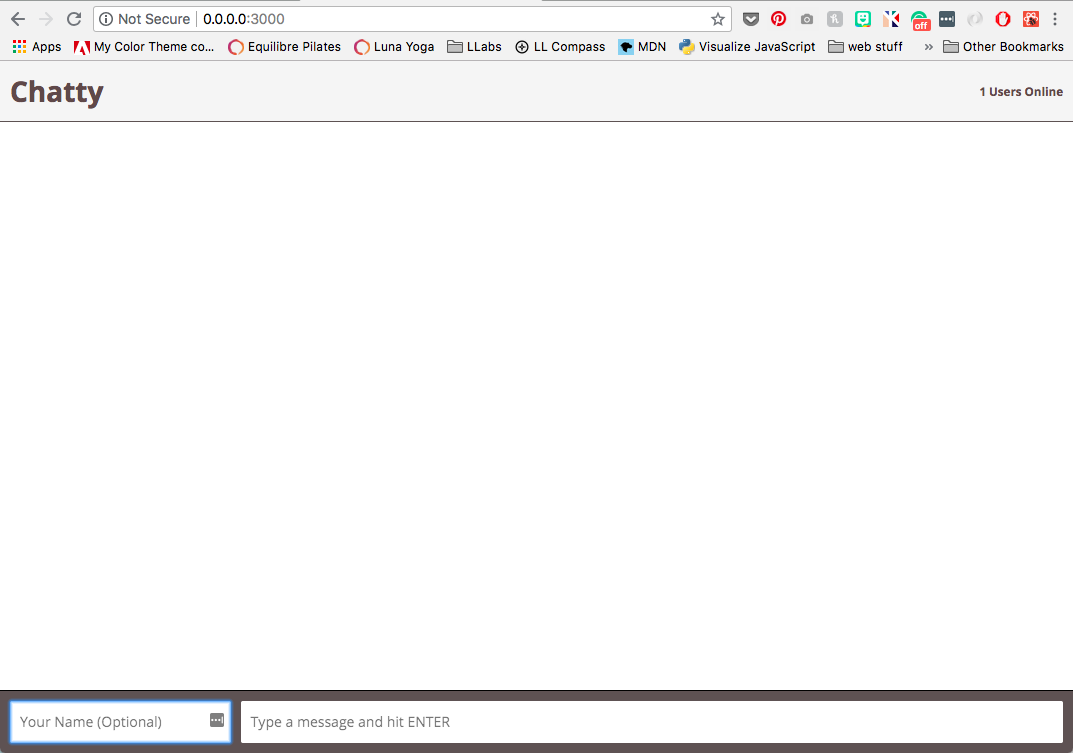 Not Secure 0.0.0.0:3000
off
Apps My Color Theme co... Equilibre Pilates Luna Yoga LLabs LL Compass MDN Visualize JavaScript web stuff » Other Bookmarks
Chatty 1 Users Online
Your Name (Optional) Type a message and hit ENTER